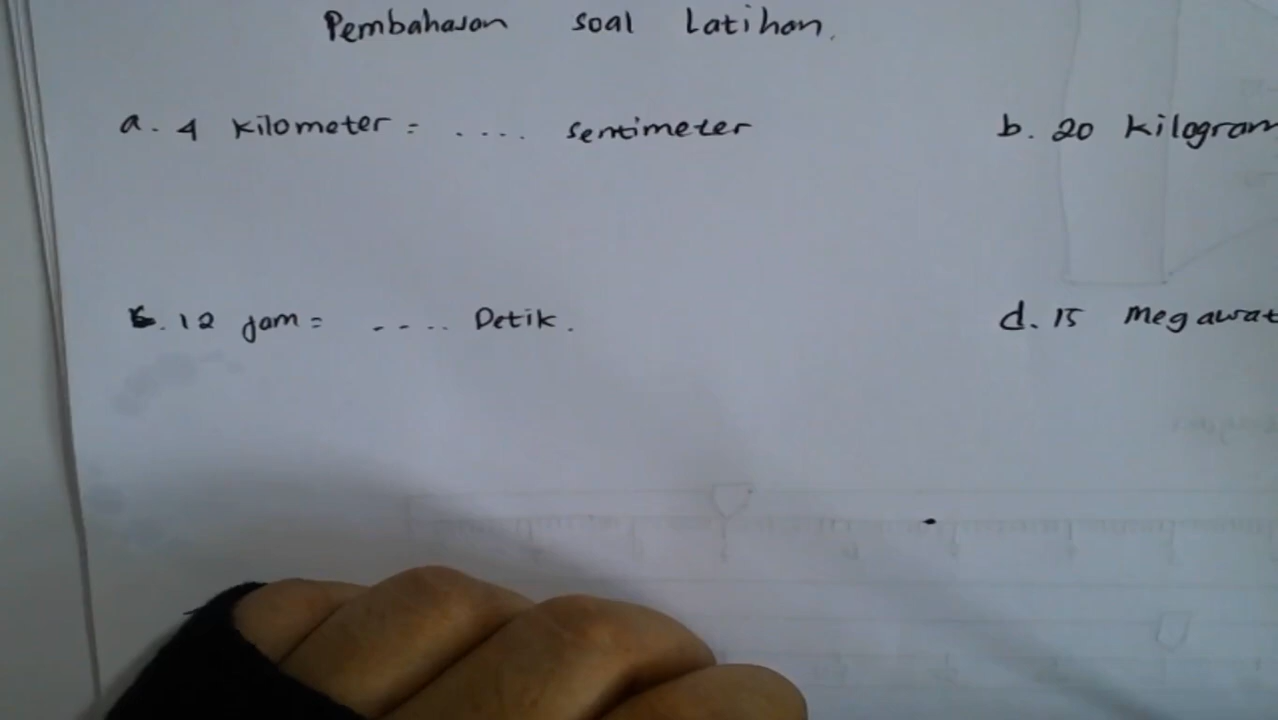 Pembahasan soal Latihan.
a. 4 kilometer = .... sentimeter
b. 20 kilogram
c. 12 jam = .... Detik.
d. 15 megawat